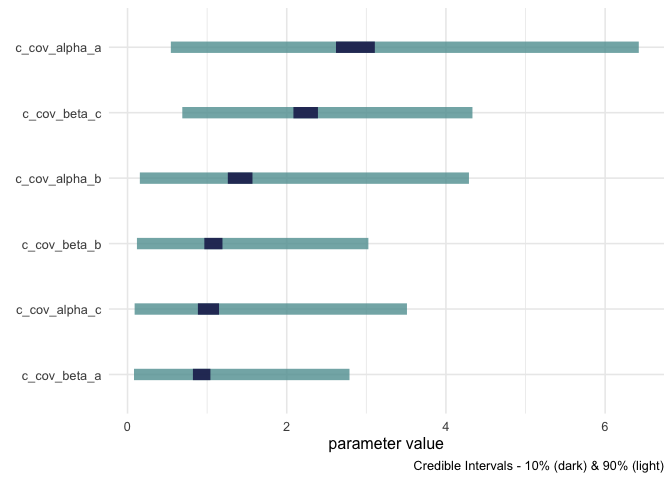 c_cov_alpha_a
c_cov_beta_c
c_cov_alpha_b
c_cov_beta_b
c_cov_alpha_c
c_cov_beta_a
0 2 4 6
parameter value
Credible Intervals - 10% (dark) & 90% (light)